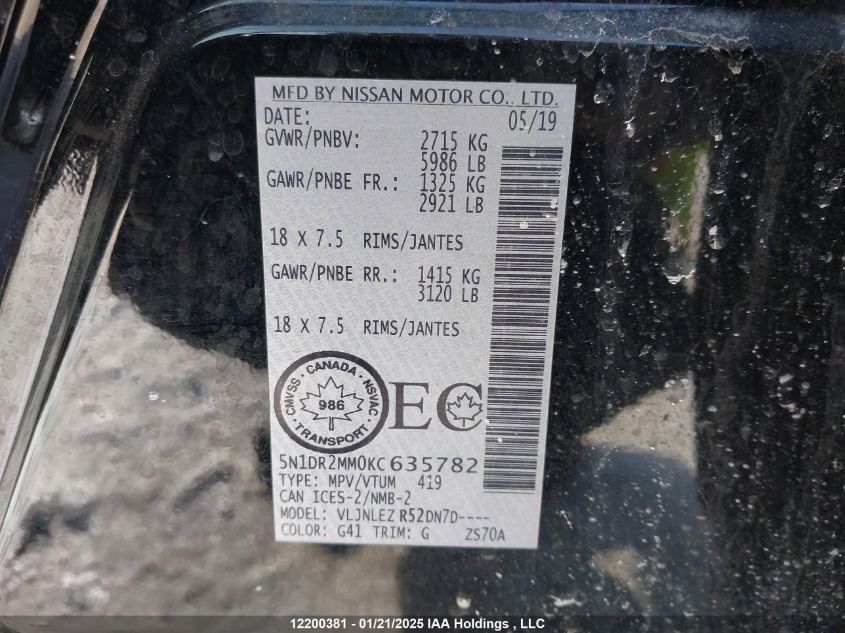 MFD BY NISSAN MOTOR CO., LTD.
DATE: 05/19
GVWR/PNBV: 2715 KG
5986 LB
GAWR/PNBE FR.: 1325 KG
2921 LB
18 X 7.5 RIMS/JANTES
GAWR/PNBE RR.: 1415 KG
3120 LB
18 X 7.5 RIMS/JANTES
CMVSS · CANADA · NSVAC
986
· TRANSPORT ·
EC
5N1DR2MM0KC635782
TYPE: MPV/VTUM 419
CAN ICES-2/NMB-2
MODEL: VLJNLEZ R52DN7D----
COLOR: G41 TRIM: G ZS70A
12200381 - 01/21/2025 IAA Holdings , LLC